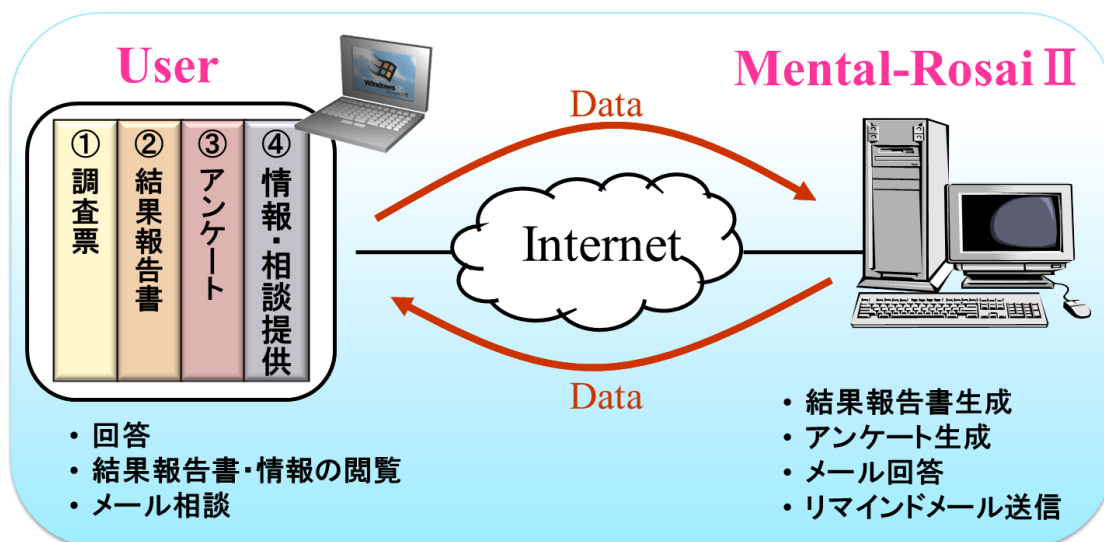 User
Mental-Rosai Ⅱ
Windows
Data
①調査票
②結果報告書
③アンケート
④情報・相談提供
Internet
Data
・回答
・結果報告書・情報の閲覧
・メール相談
・結果報告書生成
・アンケート生成
・メール回答
・リマインドメール送信